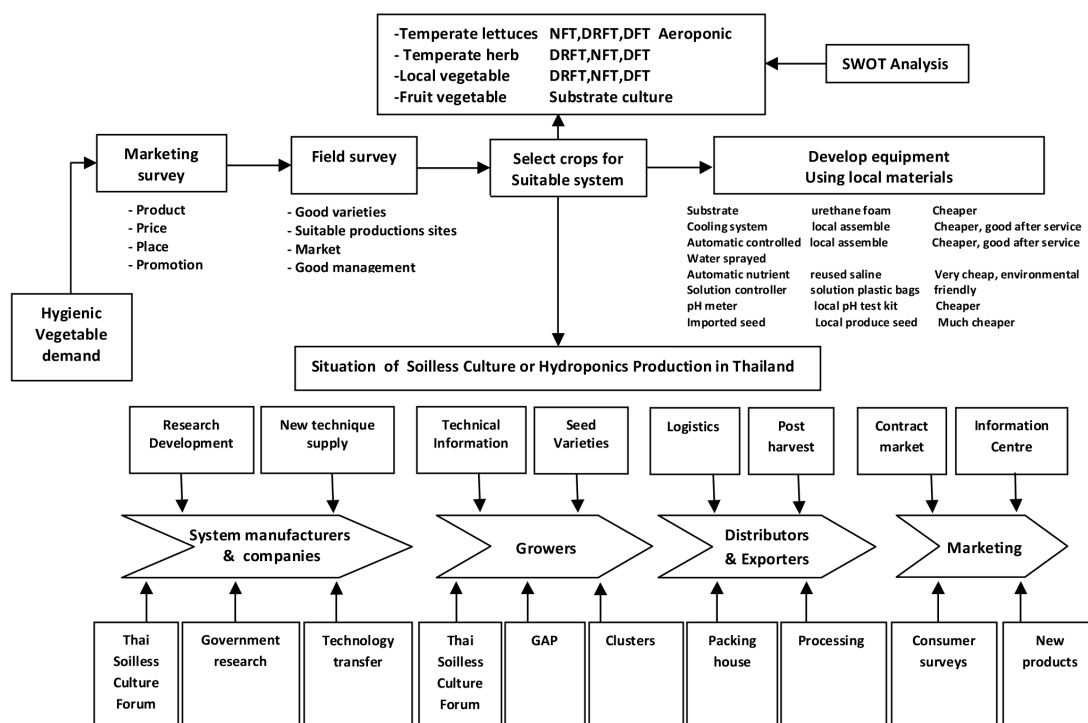 -Temperate lettuces NFT,DRFT,DFT Aeroponic
- Temperate herb DRFT,NFT,DFT
-Local vegetable DRFT,NFT,DFT
-Fruit vegetable Substrate culture
SWOT Analysis
Marketing
survey
Field survey
Select crops for
Suitable system
Develop equipment
Using local materials
- Product
- Price
- Place
- Promotion
- Good varieties
- Suitable productions sites
- Market
- Good management
Substrate urethane foam Cheaper
Cooling system local assemble Cheaper, good after service
Automatic controlled local assemble Cheaper, good after service
Water sprayed
Automatic nutrient reused saline Very cheap, environmental
Solution controller solution plastic bags friendly
pH meter local pH test kit Cheaper
Imported seed Local produce seed Much cheaper
Hygienic
Vegetable
demand
Situation of Soilless Culture or Hydroponics Production in Thailand
Research
Development
New technique
supply
Technical
Information
Seed
Varieties
Logistics
Post
harvest
Contract
market
Information
Centre
System manufacturers
& companies
Growers
Distributors
& Exporters
Marketing
Thai
Soilless
Culture
Forum
Government
research
Technology
transfer
Thai
Soilless
Culture
Forum
GAP
Clusters
Packing
house
Processing
Consumer
surveys
New
products